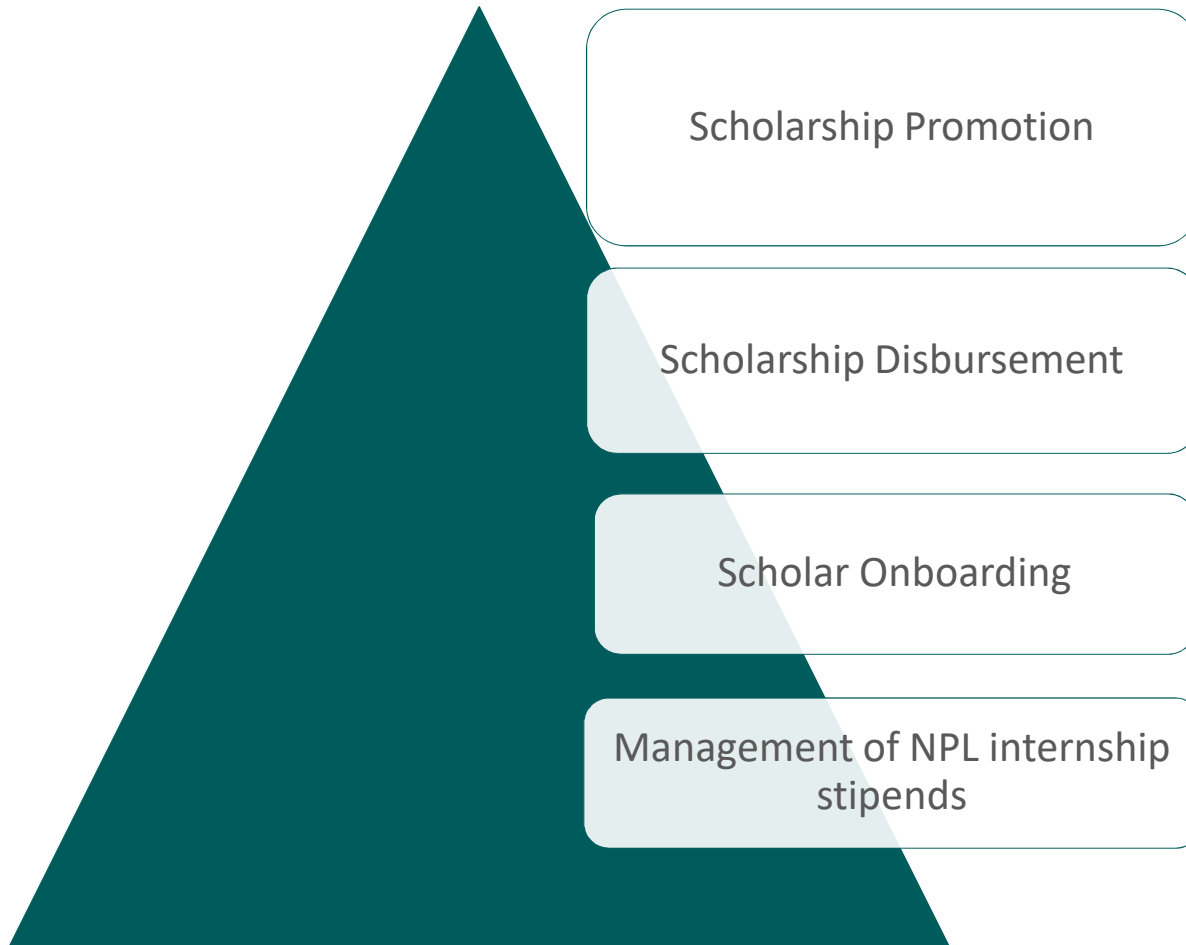 Scholarship Promotion
Scholarship Disbursement
Scholar Onboarding
Management of NPL internship
stipends